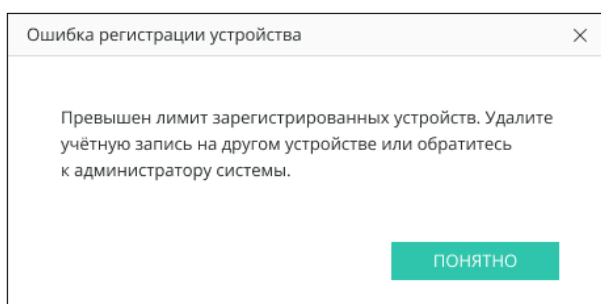 Ошибка регистрации устройства
Превышен лимит зарегистрированных устройств. Удалите
учётную запись на другом устройстве или обратитесь
к администратору системы.
ПОНЯТНО